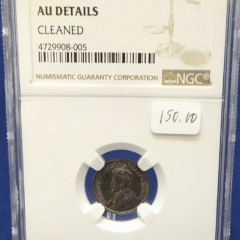 AU DETAILS
CLEANED
4729908-005
NUMISMATIC GUARANTY CORPORATION
NGC
150.00